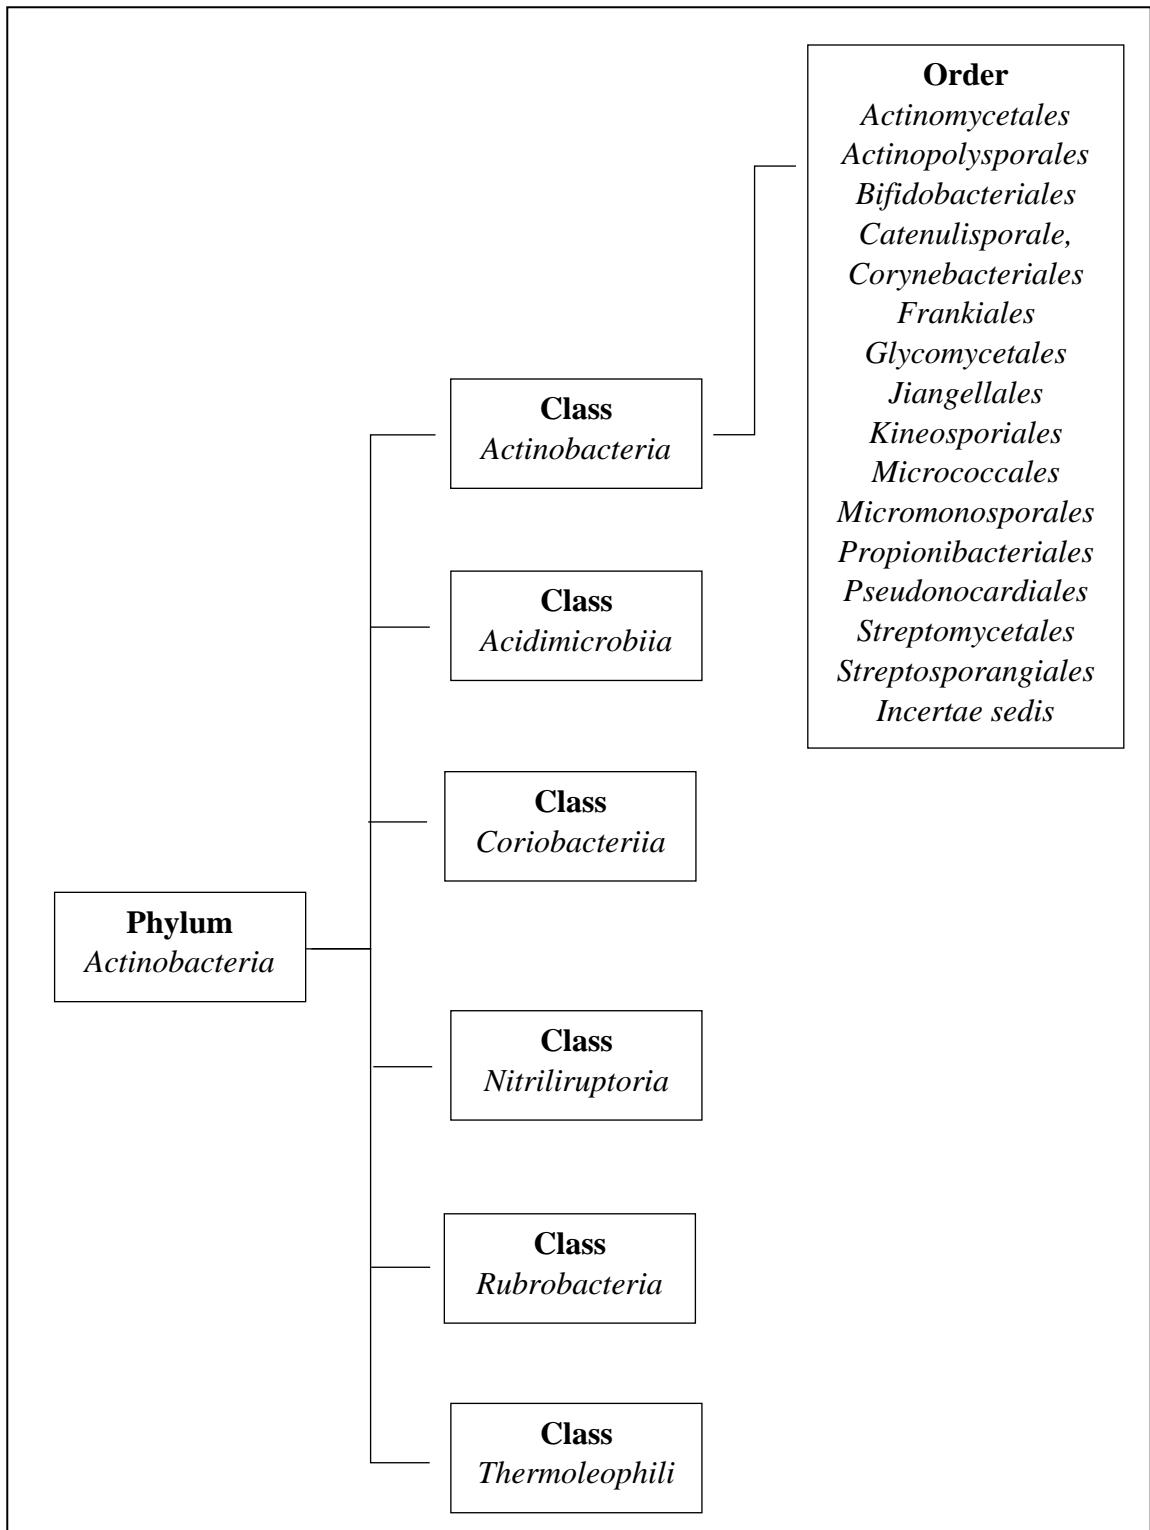 Order
Actinomycetales
Actinopolysporales
Bifidobacteriales
Catenulisporale,
Corynebacteriales
Frankiales
Glycomycetales
Jiangellales
Kineosporiales
Micrococcales
Micromonosporales
Propionibacteriales
Pseudonocardiales
Streptomycetales
Streptosporangiales
Incertae sedis
Class
Actinobacteria
Class
Acidimicrobiia
Class
Coriobacteriia
Phylum
Actinobacteria
Class
Nitriliruptoria
Class
Rubrobacteria
Class
Thermoleophili